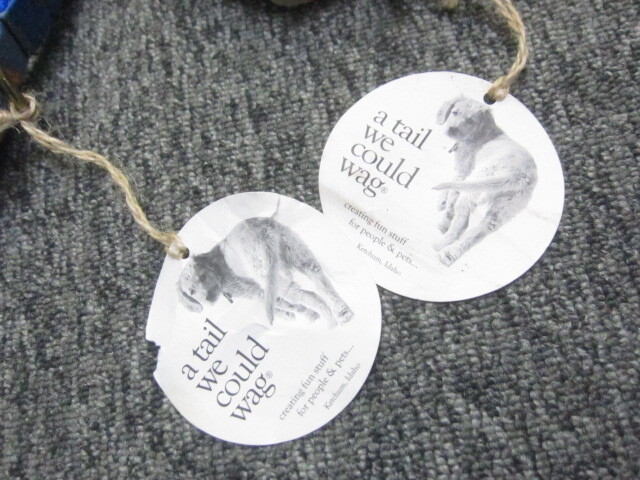 a tail
we
could
wag®
creating fun stuff
for people & pets...
Ketchum, Idaho
a tail
we
could
wag®
creating fun stuff
for people & pets...
Ketchum, Idaho